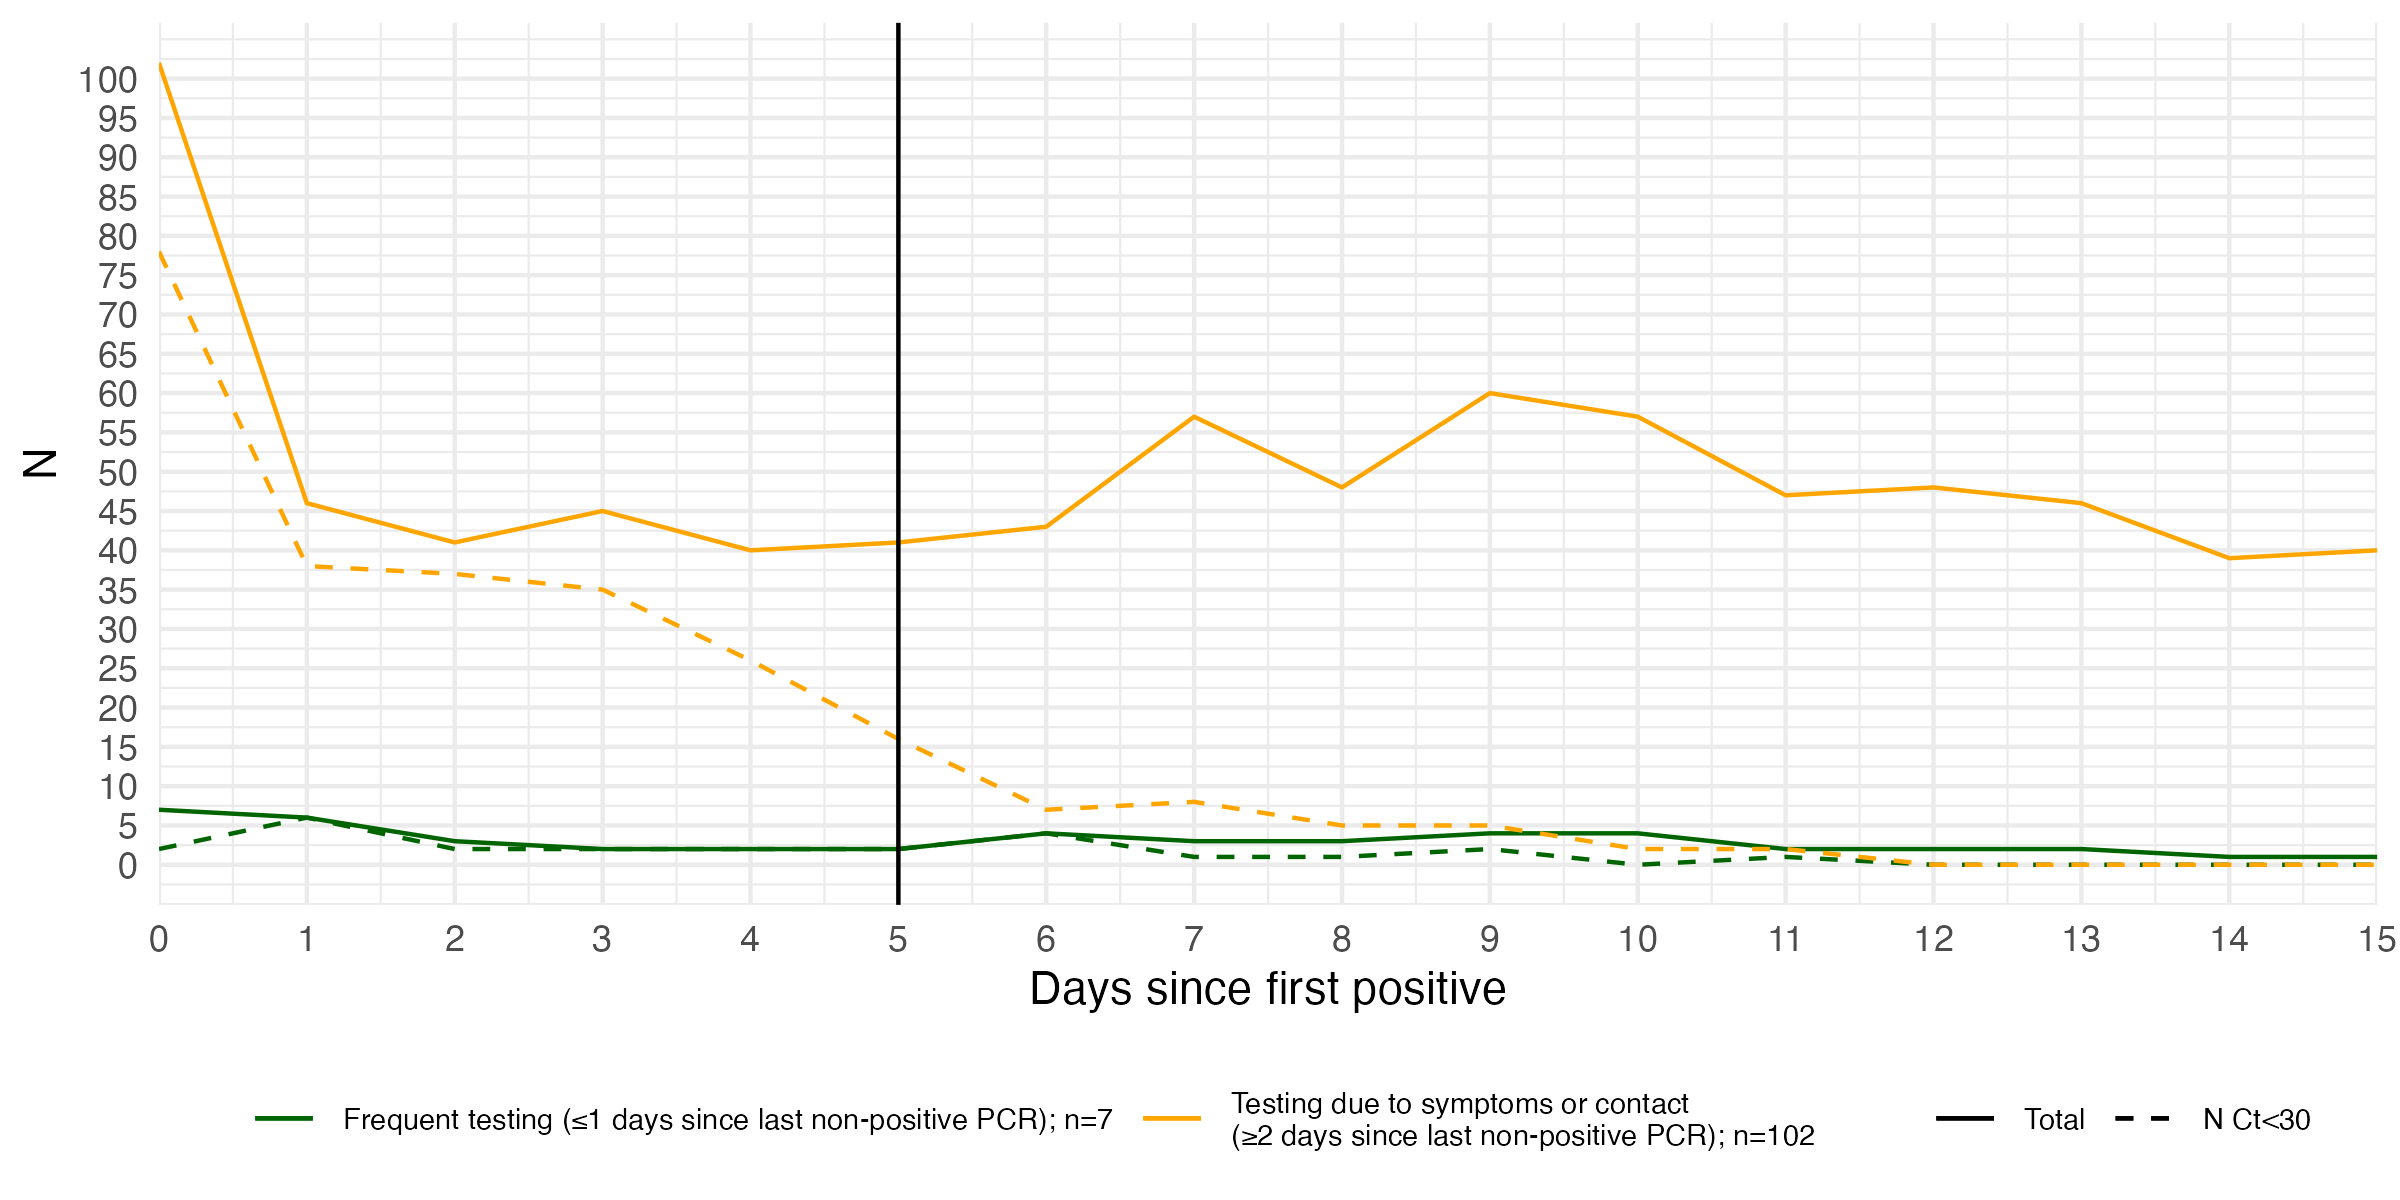 100
95
90
85
80
75
70
65
60
55
50
45
40
35
30
25
20
15
10
5
0
N
0 1 2 3 4 5 6 7 8 9 10 11 12 13 14 15
Days since first positive
Frequent testing (≤1 days since last non-positive PCR); n=7
Testing due to symptoms or contact
(≥2 days since last non-positive PCR); n=102
Total
N Ct<30